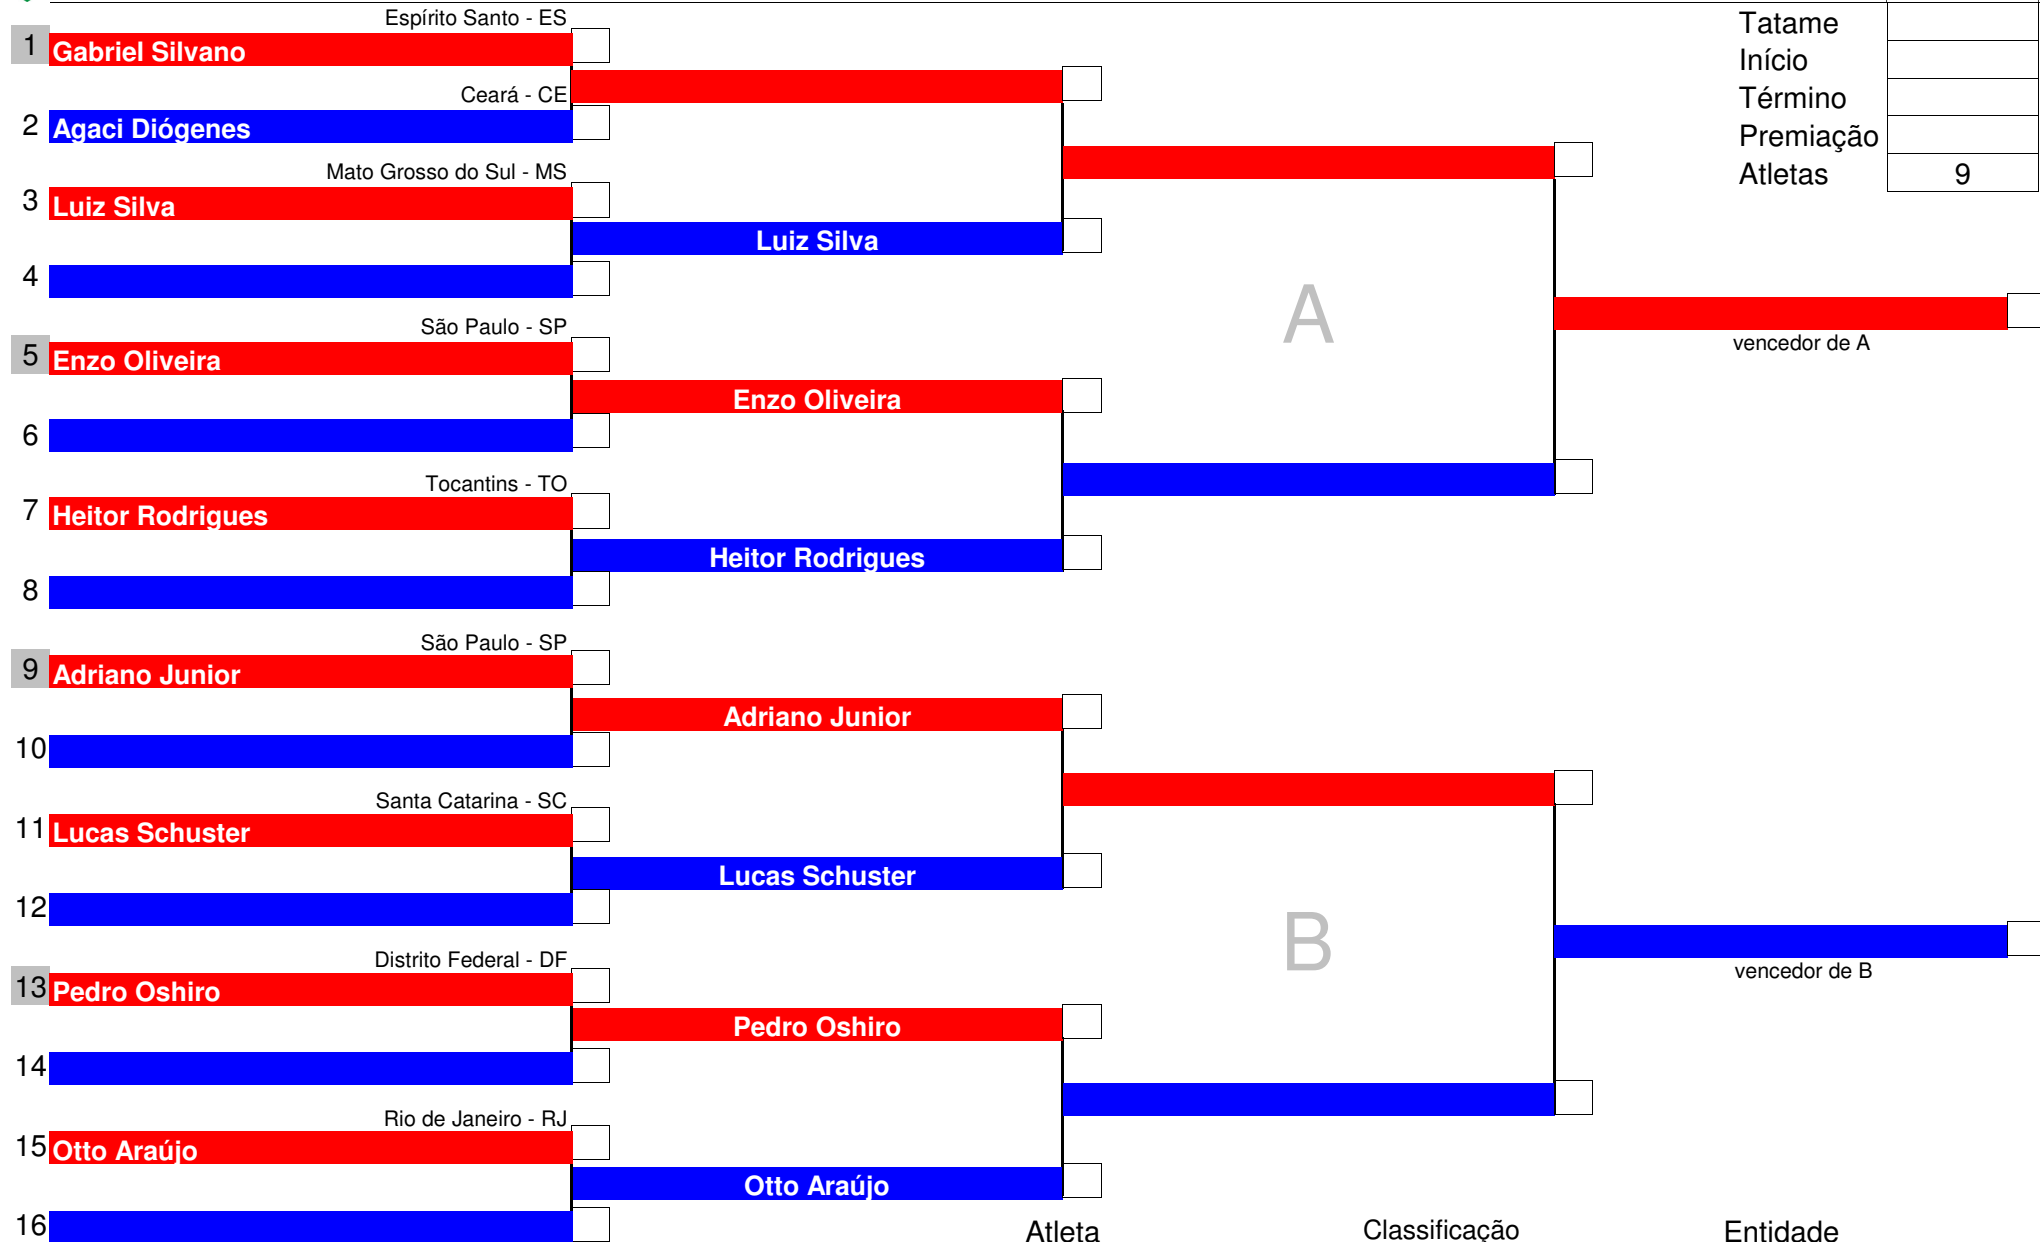 Espírito Santo - ES
1 Gabriel Silvano
Ceará - CE
2 Agaci Diógenes
Mato Grosso do Sul - MS
3 Luiz Silva
Luiz Silva
4
São Paulo - SP
5 Enzo Oliveira
Enzo Oliveira
6
Tocantins - TO
7 Heitor Rodrigues
Heitor Rodrigues
8
São Paulo - SP
9 Adriano Junior
Adriano Junior
10
Santa Catarina - SC
11 Lucas Schuster
Lucas Schuster
12
Distrito Federal - DF
13 Pedro Oshiro
Pedro Oshiro
14
Rio de Janeiro - RJ
15 Otto Araújo
Otto Araújo
16
A
vencedor de A
B
vencedor de B
Tatame
Início
Término
Premiação
Atletas 9
Atleta Classificação Entidade